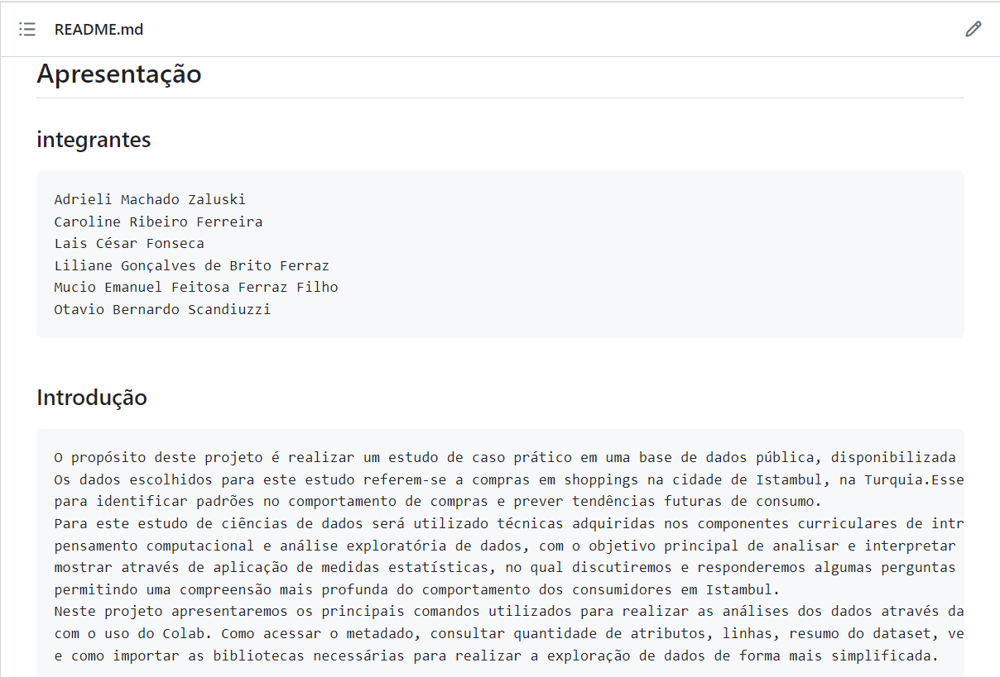 README.md
Apresentação
integrantes
Adrieli Machado Zaluski
Caroline Ribeiro Ferreira
Lais César Fonseca
Liliane Gonçalves de Brito Ferraz
Mucio Emanuel Feitosa Ferraz Filho
Otavio Bernardo Scandiuzzi
Introdução
O propósito deste projeto é realizar um estudo de caso prático em uma base de dados pública, disponibilizada
Os dados escolhidos para este estudo referem-se a compras em shoppings na cidade de Istambul, na Turquia.Esse
para identificar padrões no comportamento de compras e prever tendências futuras de consumo.
Para este estudo de ciências de dados será utilizado técnicas adquiridas nos componentes curriculares de intr
pensamento computacional e análise exploratória de dados, com o objetivo principal de analisar e interpretar
mostrar através de aplicação de medidas estatísticas, no qual discutiremos e responderemos algumas perguntas
permitindo uma compreensão mais profunda do comportamento dos consumidores em Istambul.
Neste projeto apresentaremos os principais comandos utilizados para realizar as análises dos dados através da
com o uso do Colab. Como acessar o metadado, consultar quantidade de atributos, linhas, resumo do dataset, ve
e como importar as bibliotecas necessárias para realizar a exploração de dados de forma mais simplificada.